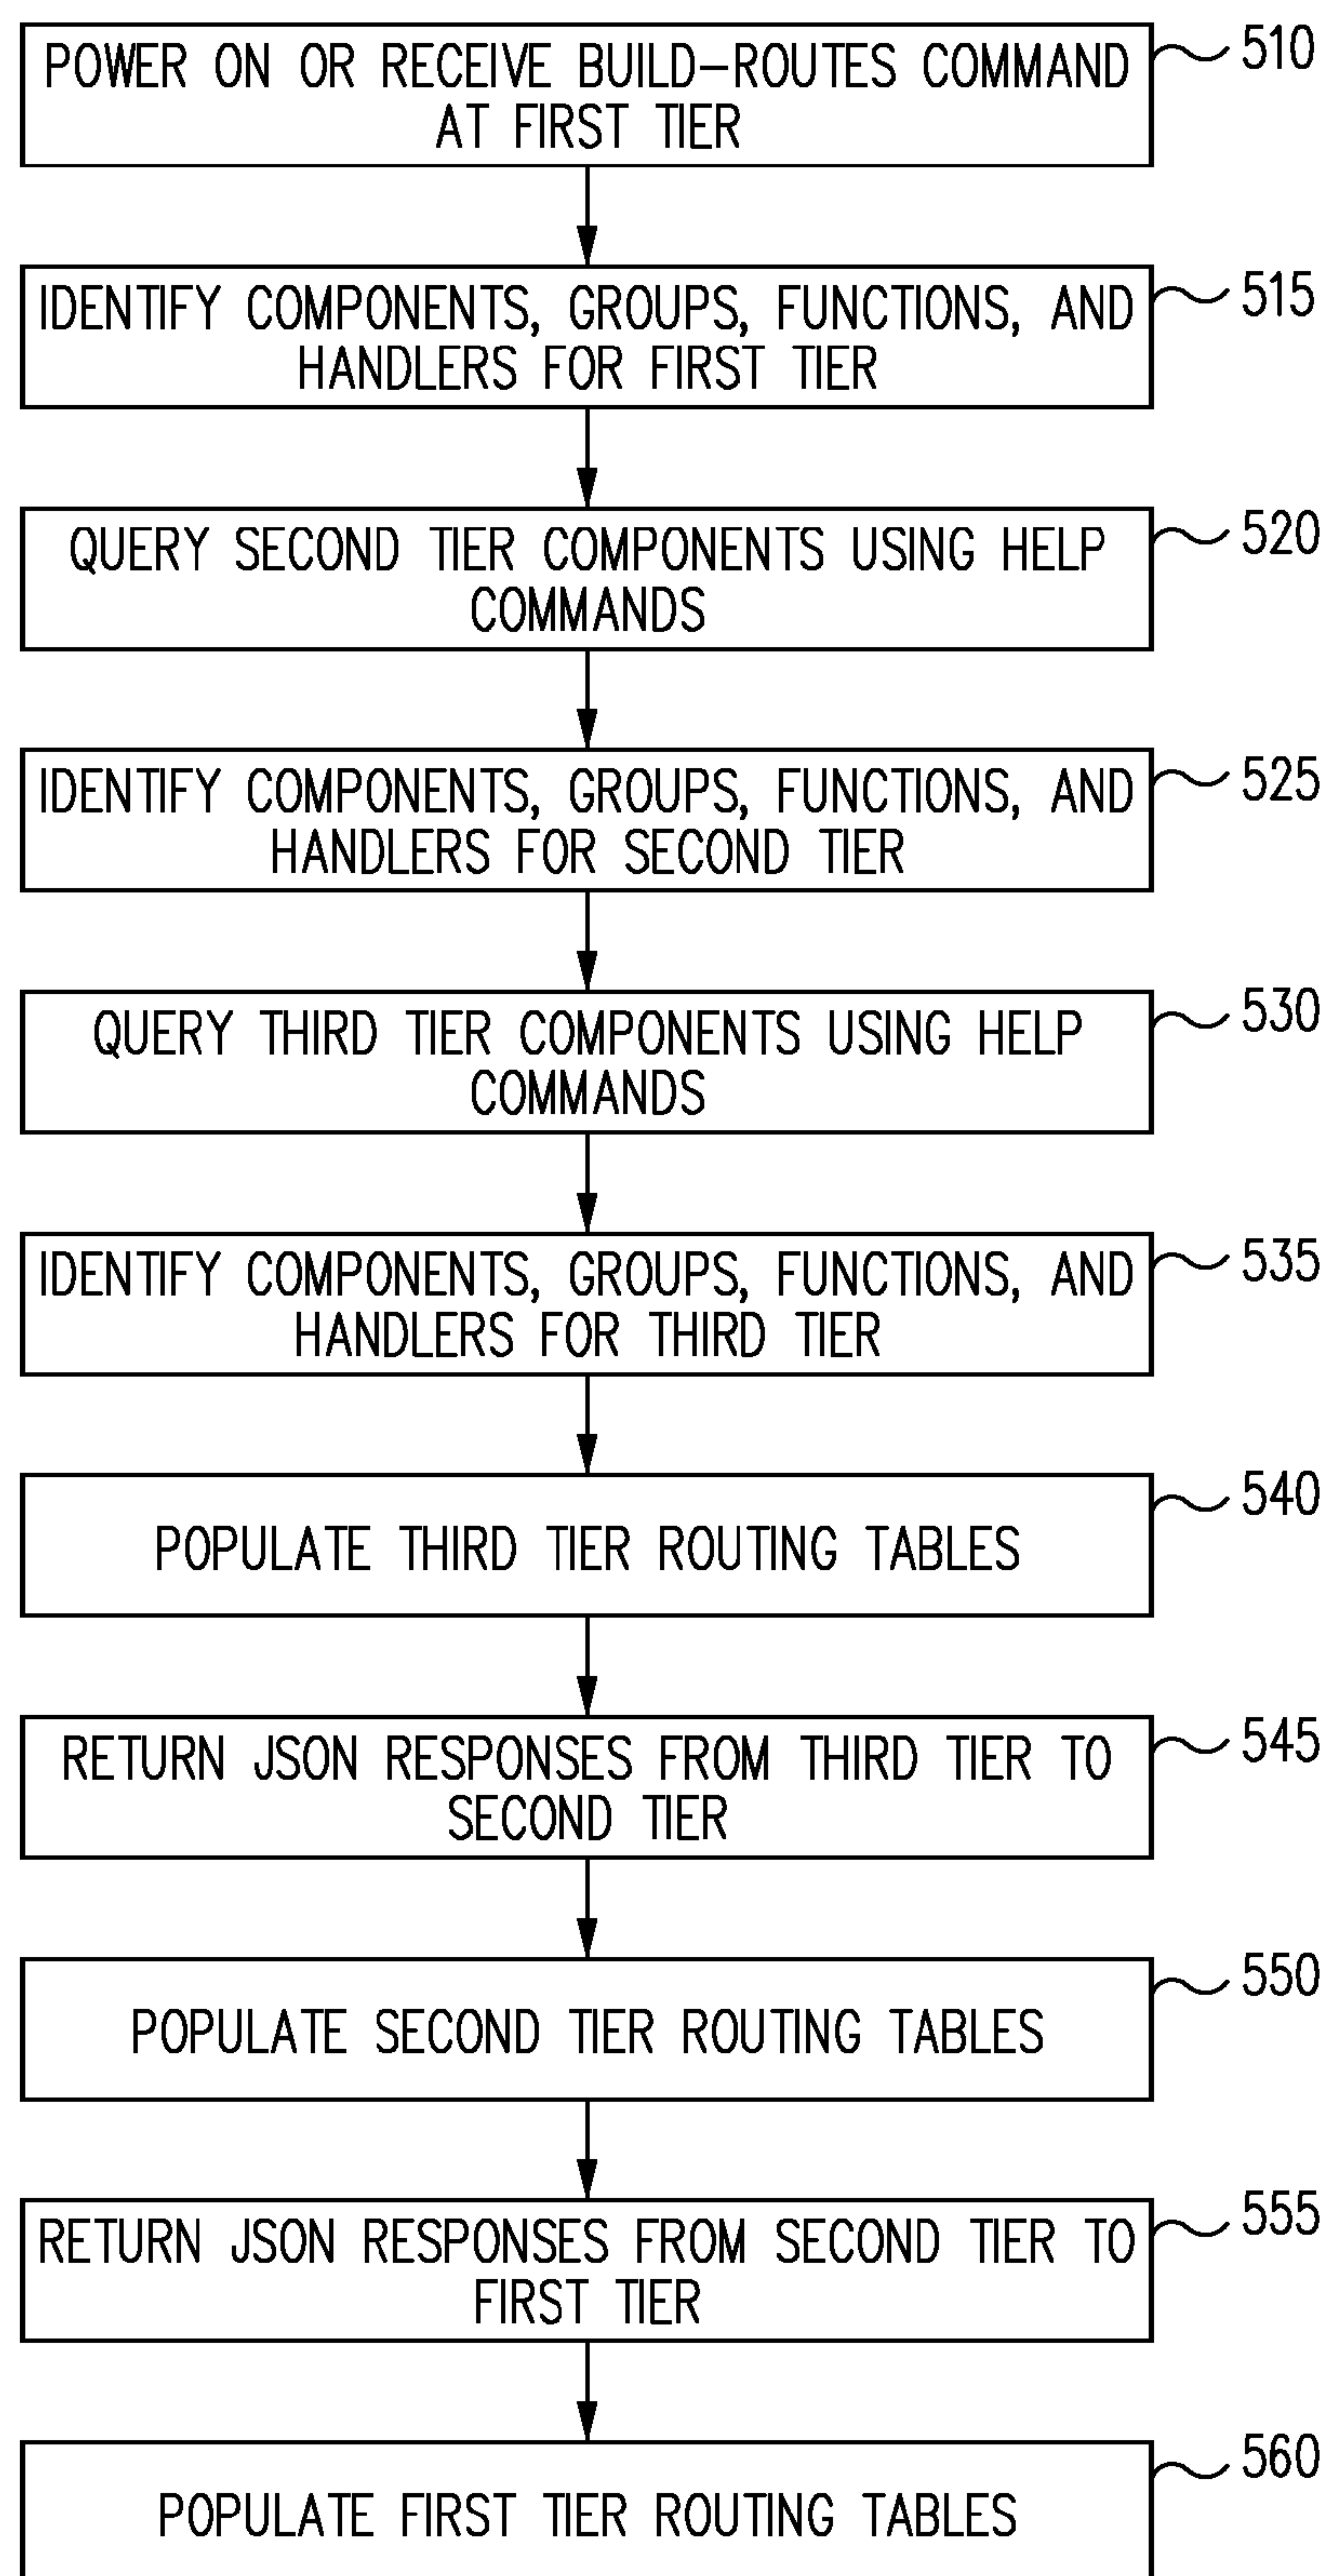 POWER ON OR RECEIVE BUILD-ROUTES COMMAND
AT FIRST TIER
510
IDENTIFY COMPONENTS, GROUPS, FUNCTIONS, AND
HANDLERS FOR FIRST TIER
515
QUERY SECOND TIER COMPONENTS USING HELP
COMMANDS
520
IDENTIFY COMPONENTS, GROUPS, FUNCTIONS, AND
HANDLERS FOR SECOND TIER
525
QUERY THIRD TIER COMPONENTS USING HELP
COMMANDS
530
IDENTIFY COMPONENTS, GROUPS, FUNCTIONS, AND
HANDLERS FOR THIRD TIER
535
POPULATE THIRD TIER ROUTING TABLES
540
RETURN JSON RESPONSES FROM THIRD TIER TO
SECOND TIER
545
POPULATE SECOND TIER ROUTING TABLES
550
RETURN JSON RESPONSES FROM SECOND TIER TO
FIRST TIER
555
POPULATE FIRST TIER ROUTING TABLES
560